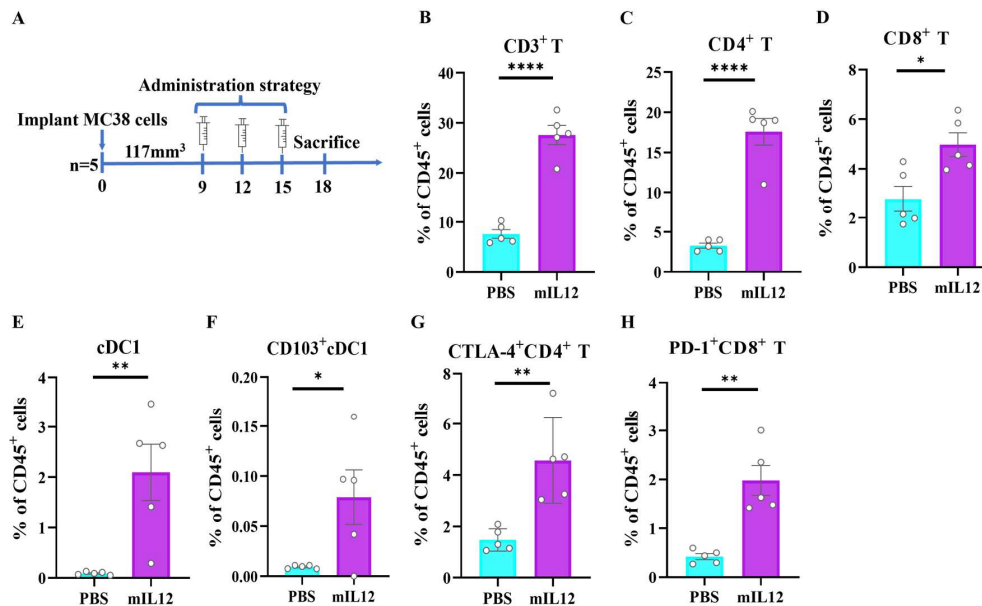 A
Administration strategy
Implant MC38 cells
117mm³
Sacrifice
n=5
0
9
12
15
18
B
CD3⁺ T
****
% of CD45⁺ cells
40
30
20
10
0
PBS
mIL12
C
CD4⁺ T
****
% of CD45⁺ cells
25
20
15
10
5
0
PBS
mIL12
D
CD8⁺ T
*
% of CD45⁺ cells
8
6
4
2
0
PBS
mIL12
E
cDC1
**
% of CD45⁺ cells
4
3
2
1
0
PBS
mIL12
F
CD103⁺cDC1
*
% of CD45⁺ cells
0.20
0.15
0.10
0.05
0.00
PBS
mIL12
G
CTLA-4⁺CD4⁺ T
**
% of CD45⁺ cells
8
6
4
2
0
PBS
mIL12
H
PD-1⁺CD8⁺ T
**
% of CD45⁺ cells
4
3
2
1
0
PBS
mIL12